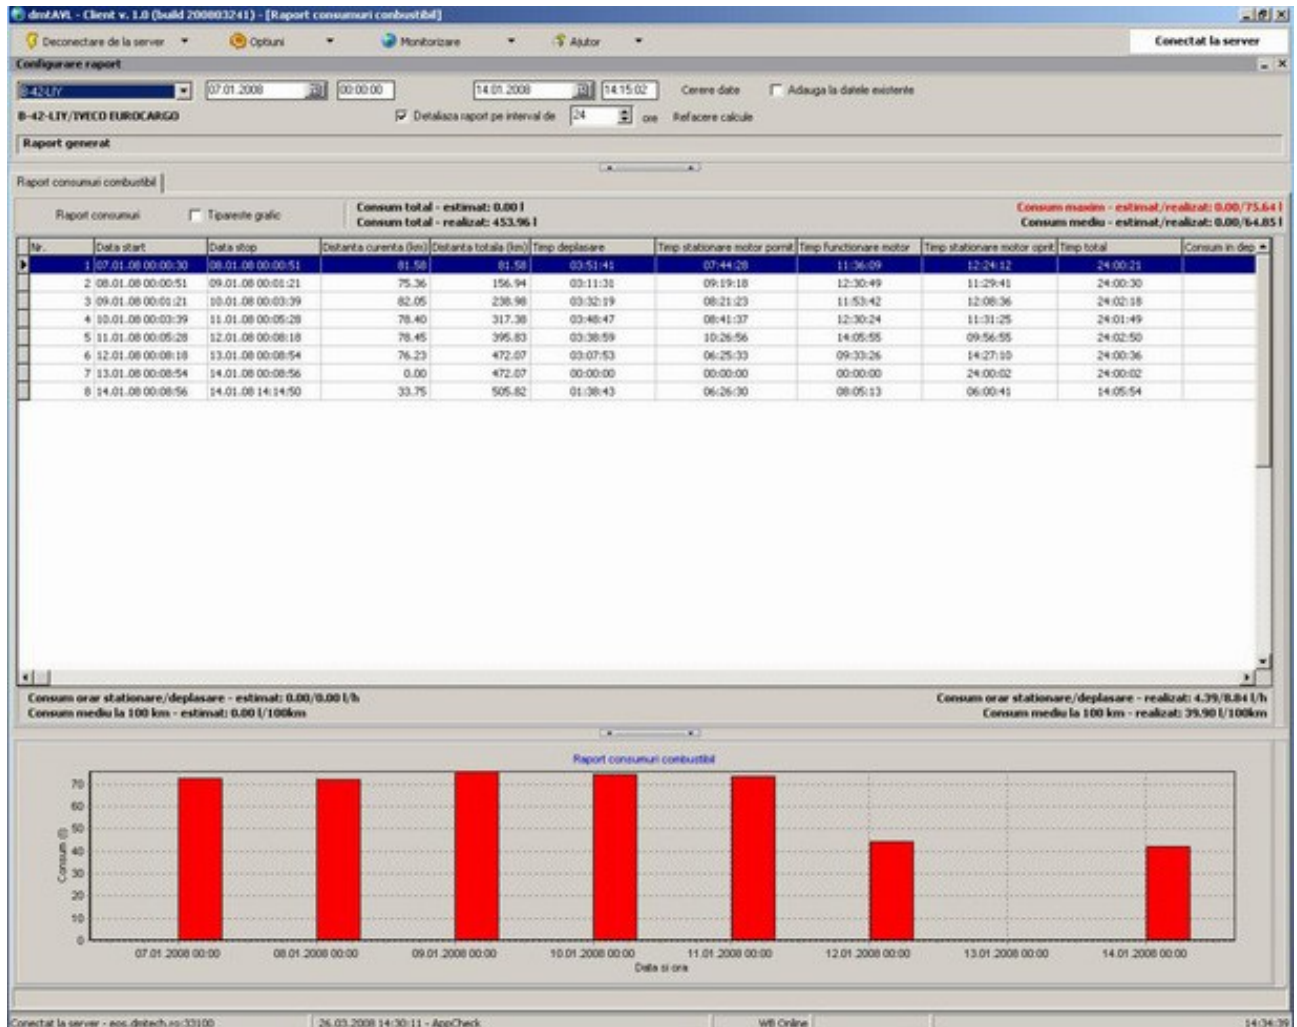 dmtAVL - Client v. 1.0 (build 200803241) - [Raport consumuri combustibil]
Deconectare de la server Optiuni Monitorizare Ajutor Conectat la server
Configurare raport
B-42-LIY 07.01.2008 00:00:00 14.01.2008 14:15:02 Cerere date Adauga la datele existente
B-42-LIY/IVECO EUROCARGO Detaliaza raport pe interval de 24 ore Refacere calcule
Raport generat
Raport consumuri combustibil
Raport consumuri Tipareste grafic
Consum total - estimat: 0.00 l Consum maxim - estimat/realizat: 0.00/75.64 l
Consum total - realizat: 453.96 l Consum mediu - estimat/realizat: 0.00/64.85 l
Nr. Data start Data stop Distanta curenta (km) Distanta totala (km) Timp deplasare Timp stationare motor pornit Timp functionare motor Timp stationare motor oprit Timp total Consum in dep
1 07.01.08 00:00:30 08.01.08 00:00:51 81.58 81.58 03:51:41 07:44:28 11:36:09 12:24:12 24:00:21
2 08.01.08 00:00:51 09.01.08 00:01:21 75.36 156.94 03:11:31 09:19:18 12:30:49 11:29:41 24:00:30
3 09.01.08 00:01:21 10.01.08 00:03:39 82.05 238.98 03:32:19 08:21:23 11:53:42 12:08:36 24:02:18
4 10.01.08 00:03:39 11.01.08 00:05:28 78.40 317.38 03:48:47 08:41:37 12:30:24 11:31:25 24:01:49
5 11.01.08 00:05:28 12.01.08 00:08:18 78.45 395.83 03:38:59 10:26:56 14:05:55 09:56:55 24:02:50
6 12.01.08 00:08:18 13.01.08 00:08:54 76.23 472.07 03:07:53 06:25:33 09:33:26 14:27:10 24:00:36
7 13.01.08 00:08:54 14.01.08 00:08:56 0.00 472.07 00:00:00 00:00:00 00:00:00 24:00:02 24:00:02
8 14.01.08 00:08:56 14.01.08 14:14:50 33.75 505.82 01:38:43 06:26:30 08:05:13 06:00:41 14:05:54
Consum orar stationare/deplasare - estimat: 0.00/0.00 l/h Consum orar stationare/deplasare - realizat: 4.39/8.84 l/h
Consum mediu la 100 km - estimat: 0.00 l/100km Consum mediu la 100 km - realizat: 39.90 l/100km
Raport consumuri combustibil
70
60
50
40
30
20
10
0
Consum (l)
07.01.2008 00:00 08.01.2008 00:00 09.01.2008 00:00 10.01.2008 00:00 11.01.2008 00:00 12.01.2008 00:00 13.01.2008 00:00 14.01.2008 00:00
Data si ora
Conectat la server - eos.dmtech.ro:33100 26.03.2008 14:30:11 - AppCheck WB Online 14:34:39